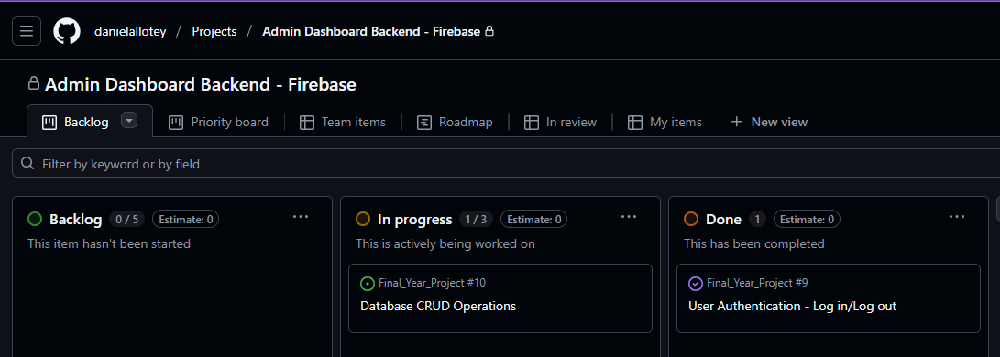 danielallotey / Projects / Admin Dashboard Backend - Firebase
Admin Dashboard Backend - Firebase
Backlog Priority board Team items Roadmap In review My items + New view
Filter by keyword or by field
Backlog 0 / 5 Estimate: 0 ...
This item hasn't been started
In progress 1 / 3 Estimate: 0 ...
This is actively being worked on
Final_Year_Project #10
Database CRUD Operations
Done 1 Estimate: 0 ...
This has been completed
Final_Year_Project #9
User Authentication - Log in/Log out